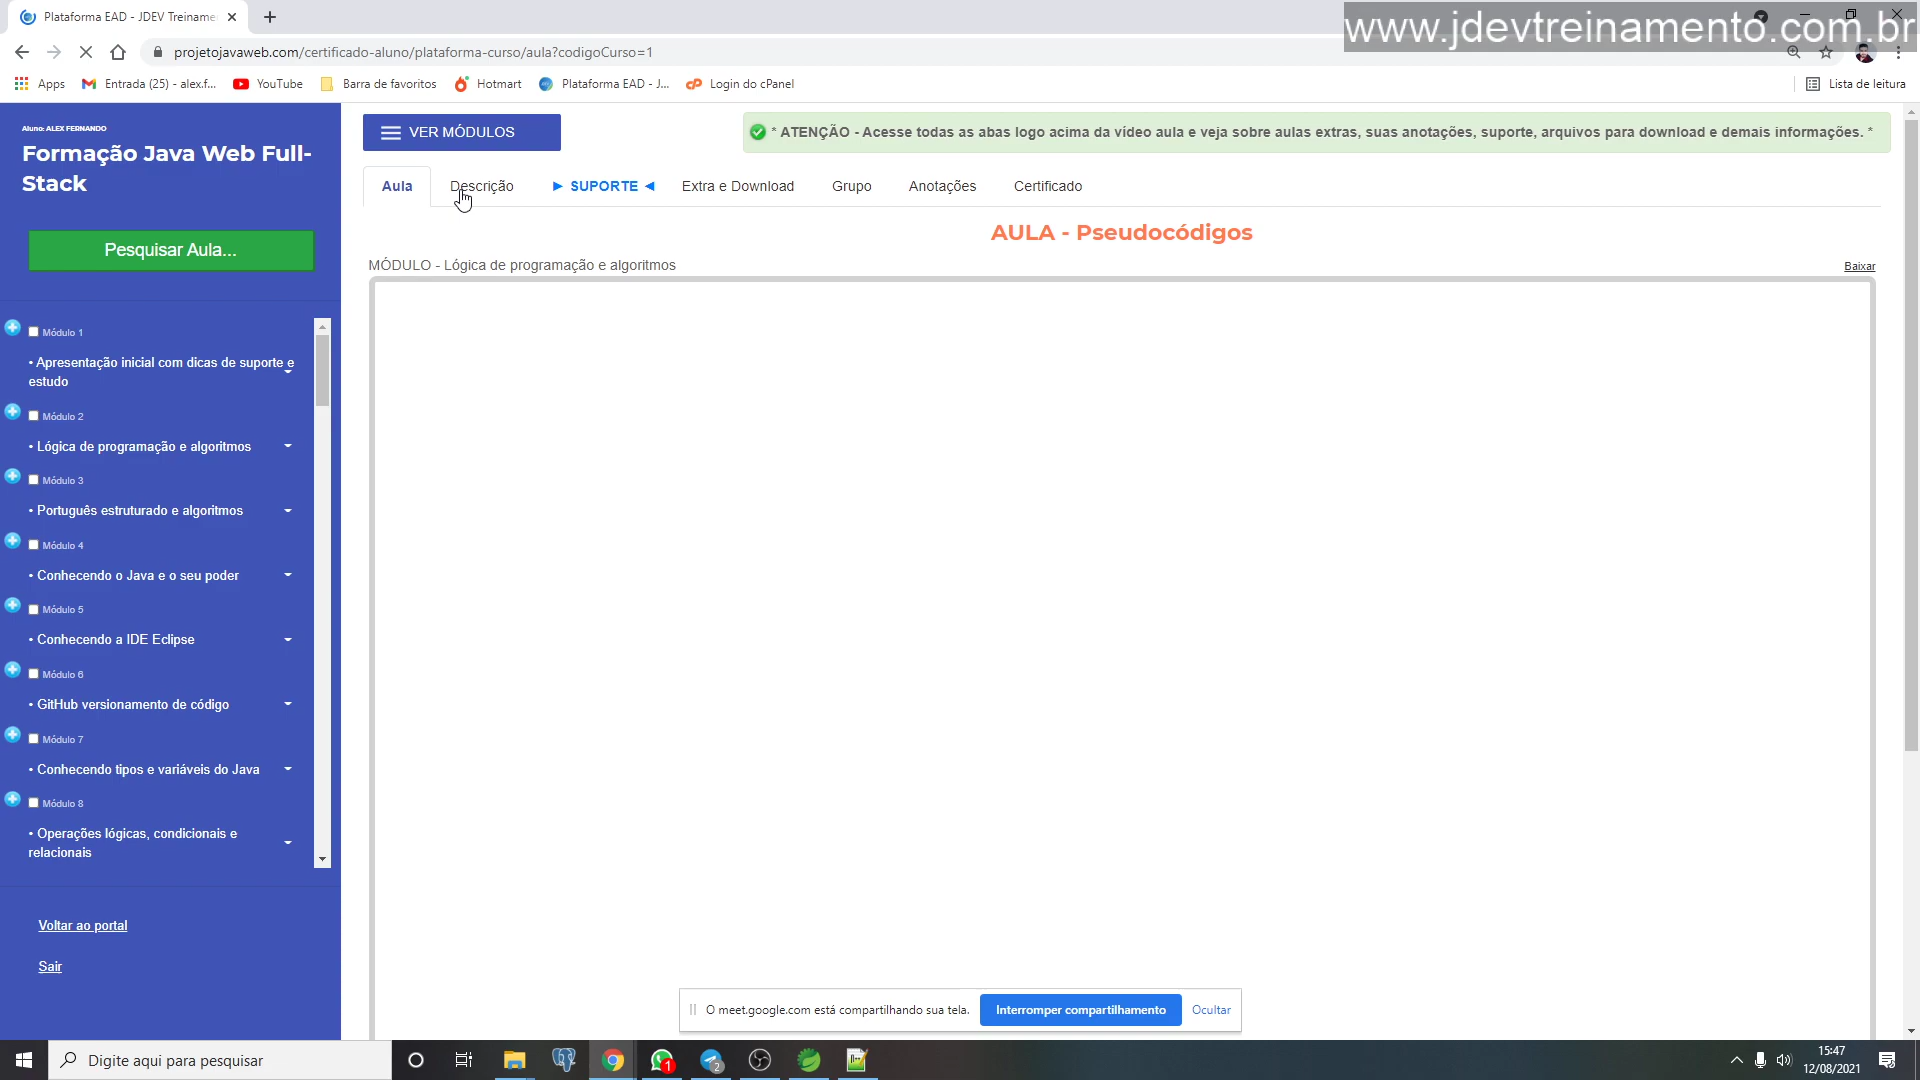 Plataforma EAD - JDEV Treiname
www.jdevtreinamento.com.br
projetojavaweb.com/certificado-aluno/plataforma-curso/aula?codigoCurso=1
Apps
Entrada (25) - alex.f...
YouTube
Barra de favoritos
Hotmart
Plataforma EAD - J...
Login do cPanel
Lista de leitura
Aluno: ALEX FERNANDO
Formação Java Web Full-
Stack
Pesquisar Aula...
Módulo 1
• Apresentação inicial com dicas de suporte e
estudo
Módulo 2
• Lógica de programação e algoritmos
Módulo 3
• Português estruturado e algoritmos
Módulo 4
• Conhecendo o Java e o seu poder
Módulo 5
• Conhecendo a IDE Eclipse
Módulo 6
• GitHub versionamento de código
Módulo 7
• Conhecendo tipos e variáveis do Java
Módulo 8
• Operações lógicas, condicionais e
relacionais
Voltar ao portal
Sair
VER MÓDULOS
* ATENÇÃO - Acesse todas as abas logo acima da vídeo aula e veja sobre aulas extras, suas anotações, suporte, arquivos para download e demais informações. *
Aula
Descrição
► SUPORTE ◄
Extra e Download
Grupo
Anotações
Certificado
AULA - Pseudocódigos
MÓDULO - Lógica de programação e algoritmos
Baixar
O meet.google.com está compartilhando sua tela.
Interromper compartilhamento
Ocultar
Digite aqui para pesquisar
1
2
15:47
12/08/2021